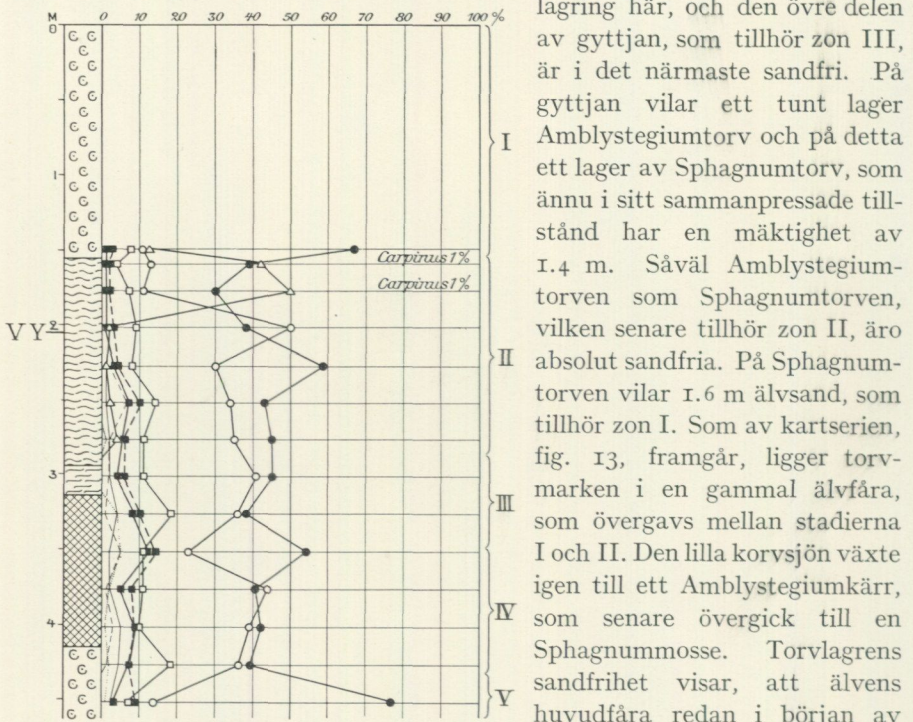 M 0 10 20 30 40 50 60 70 80 90 100 %
0
1
2
3
4
Carpinus 1%
Carpinus 1%
VY
I
II
III
IV
V
lagring här, och den övre delen
av gyttjan, som tillhör zon III,
är i det närmaste sandfri. På
gyttjan vilar ett tunt lager
Amblystegiumtorv och på detta
ett lager av Sphagnumtorv, som
ännu i sitt sammanpressade till-
stånd har en mäktighet av
1.4 m. Såväl Amblystegium-
torven som Sphagnumtorven,
vilken senare tillhör zon II, äro
absolut sandfria. På Sphagnum-
torven vilar 1.6 m älvsand, som
tillhör zon I. Som av kartserien,
fig. 13, framgår, ligger torv-
marken i en gammal älvfåra,
som övergavs mellan stadierna
I och II. Den lilla korvsjön växte
igen till ett Amblystegiumkärr,
som senare övergick till en
Sphagnummosse. Torvlagrens
sandfrihet visar, att älvens
huvudfåra redan i början av